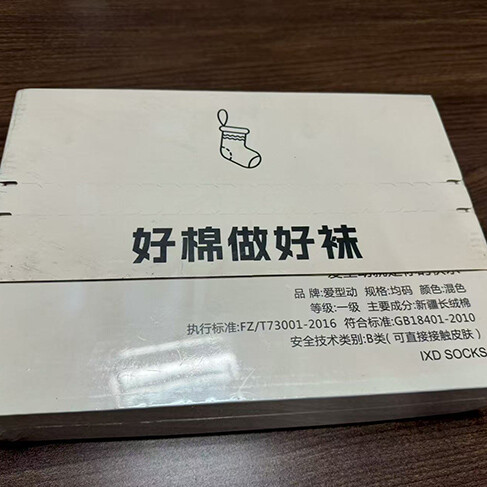 好棉做好袜
品 牌:爱型动 规格:均码 颜色:混色
等级:一级 主要成分:新疆长绒棉
执行标准:FZ/T73001-2016 符合标准:GB18401-2010
安全技术类别:B类( 可直接接触皮肤 )
IXD SOCKS